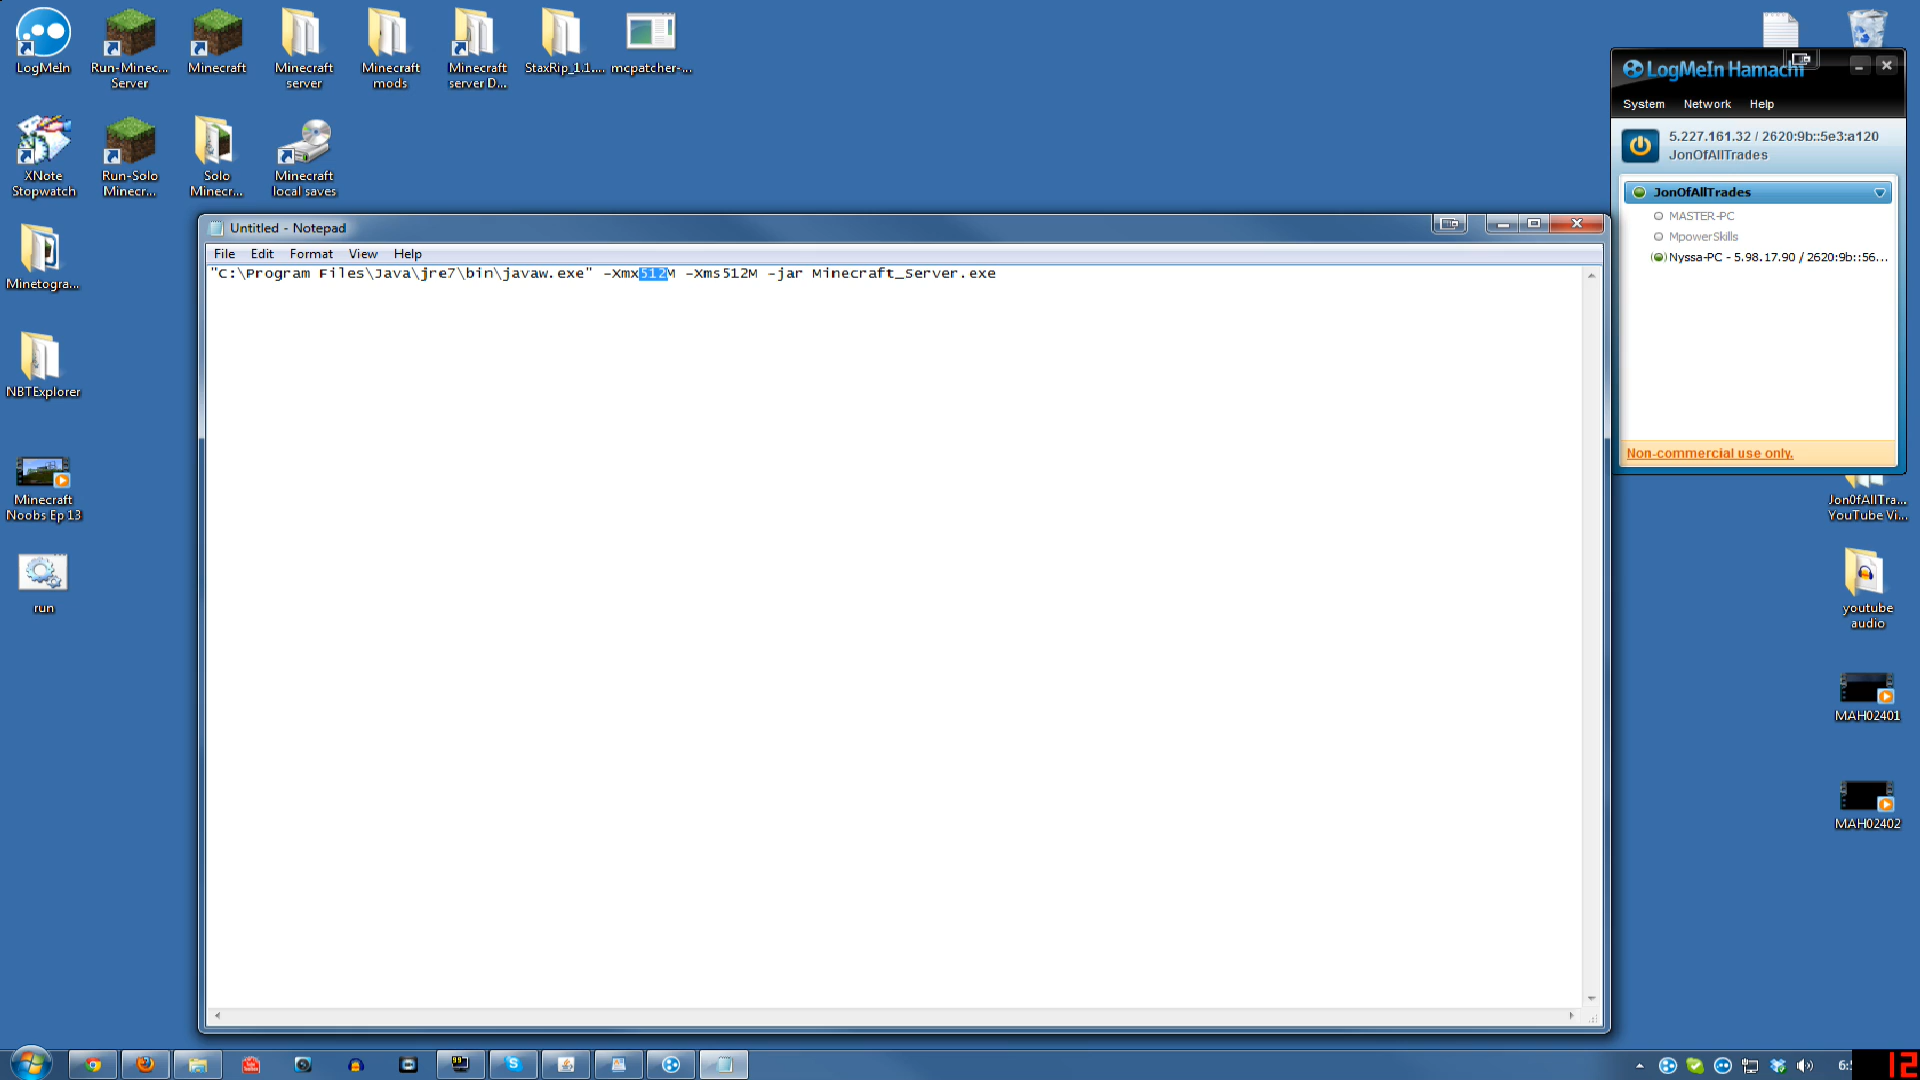 LogMeIn
Run-Minec...
Server
Minecraft
Minecraft
server
Minecraft
mods
Minecraft
server D...
StaxRip_1.1....
mcpatcher-...
XNote
Stopwatch
Run-Solo
Minecr...
Solo
Minecr...
Minecraft
local saves
Minetogra...
NBTExplorer
Minecraft
Noobs Ep 13
run
Untitled - Notepad
File Edit Format View Help
"C:\Program Files\Java\jre7\bin\javaw.exe" -Xmx512M -Xms512M -jar Minecraft_Server.exe
LogMeIn Hamachi
System Network Help
5.227.161.32 / 2620:9b::5e3:a120
JonOfAllTrades
JonOfAllTrades
MASTER-PC
MpowerSkills
Nyssa-PC - 5.98.17.90 / 2620:9b::56...
Non-commercial use only.
Jon0fAllTra...
YouTube Vi...
youtube
audio
MAH02401
MAH02402
12